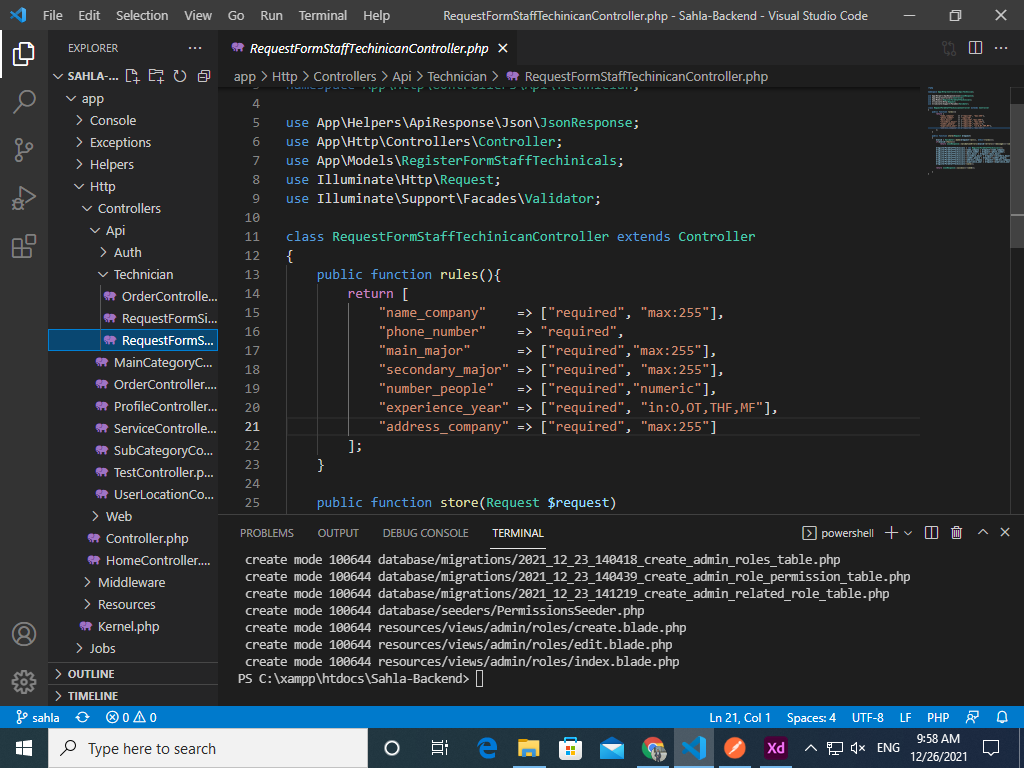 File Edit Selection View Go Run Terminal Help RequestFormStaffTechinicanController.php - Sahla-Backend - Visual Studio Code
EXPLORER
SAHLA-...
app
Console
Exceptions
Helpers
Http
Controllers
Api
Auth
Technician
OrderControlle...
RequestFormSi...
RequestFormS...
MainCategoryC...
OrderController....
ProfileController...
ServiceControlle...
SubCategoryCo...
TestController.p...
UserLocationCo...
Web
Controller.php
HomeController....
Middleware
Resources
Kernel.php
Jobs
OUTLINE
TIMELINE
RequestFormStaffTechinicanController.php
app > Http > Controllers > Api > Technician > RequestFormStaffTechinicanController.php
3 namespace App\Http\Controllers\Api\Technician;
4
5 use App\Helpers\ApiResponse\Json\JsonResponse;
6 use App\Http\Controllers\Controller;
7 use App\Models\RegisterFormStaffTechinicals;
8 use Illuminate\Http\Request;
9 use Illuminate\Support\Facades\Validator;
10
11 class RequestFormStaffTechinicanController extends Controller
12 {
13 public function rules(){
14 return [
15 "name_company" => ["required", "max:255"],
16 "phone_number" => "required",
17 "main_major" => ["required","max:255"],
18 "secondary_major" => ["required", "max:255"],
19 "number_people" => ["required","numeric"],
20 "experience_year" => ["required", "in:O,OT,THF,MF"],
21 "address_company" => ["required", "max:255"]
22 ];
23 }
24
25 public function store(Request $request)
PROBLEMS OUTPUT DEBUG CONSOLE TERMINAL powershell
create mode 100644 database/migrations/2021_12_23_140418_create_admin_roles_table.php
create mode 100644 database/migrations/2021_12_23_140439_create_admin_role_permission_table.php
create mode 100644 database/migrations/2021_12_23_141219_create_admin_related_role_table.php
create mode 100644 database/seeders/PermissionsSeeder.php
create mode 100644 resources/views/admin/roles/create.blade.php
create mode 100644 resources/views/admin/roles/edit.blade.php
create mode 100644 resources/views/admin/roles/index.blade.php
PS C:\xampp\htdocs\Sahla-Backend>
sahla 0 0 Ln 21, Col 1 Spaces: 4 UTF-8 LF PHP
Type here to search
Xd
ENG
9:58 AM
12/26/2021